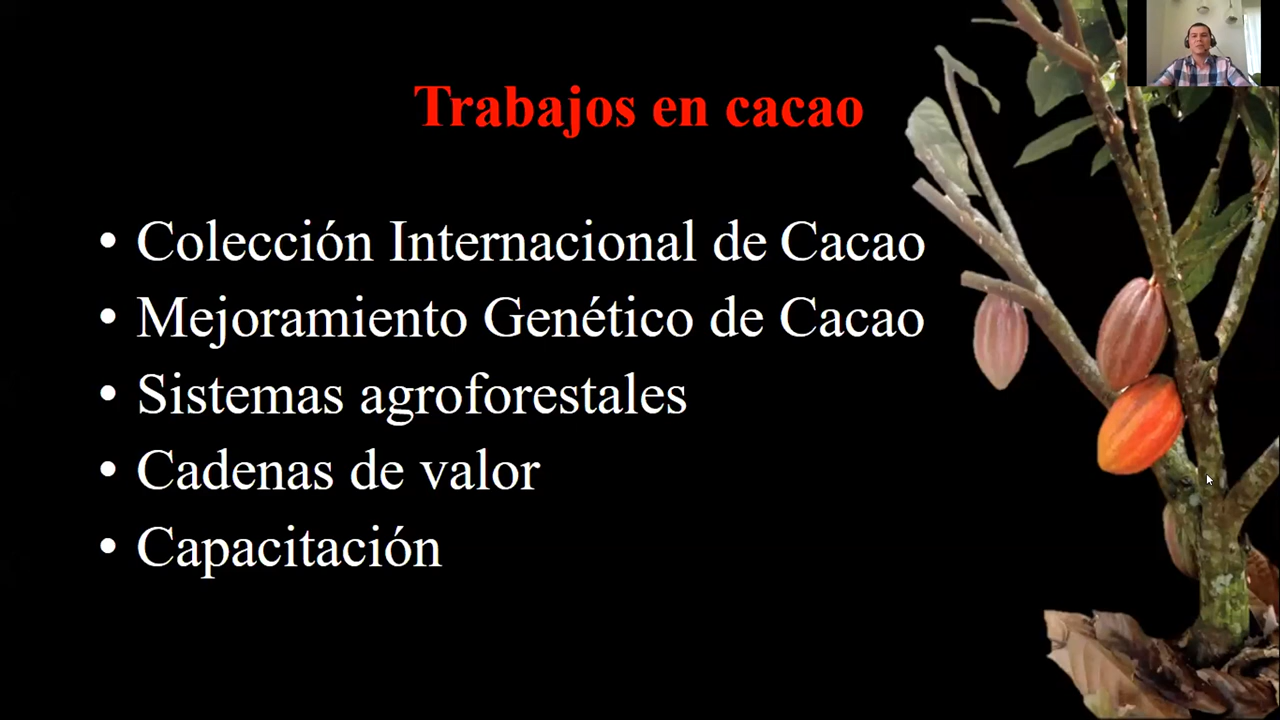 Trabajos en cacao
• Colección Internacional de Cacao
• Mejoramiento Genético de Cacao
• Sistemas agroforestales
• Cadenas de valor
• Capacitación